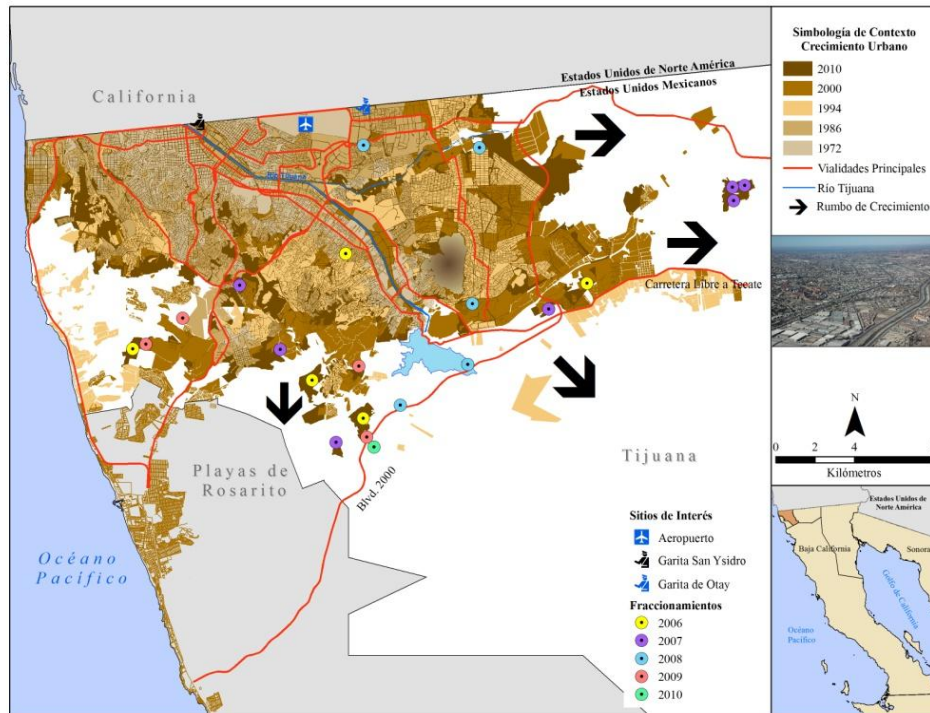 Simbología de Contexto
Crecimiento Urbano
2010
2000
1994
1986
1972
Vialidades Principales
Río Tijuana
Rumbo de Crecimiento
Estados Unidos de Norte América
Estados Unidos Mexicanos
California
Río Tijuana
Carretera Libre a Tecate
Playas de
Rosarito
Blvd. 2000
Tijuana
Océano
Pacífico
Sitios de Interés
Aeropuerto
Garita San Ysidro
Garita de Otay
Fraccionamientos
2006
2007
2008
2009
2010
N
0 2 4
Kilómetros
Estados Unidos de
Norte América
Baja California
Sonora
Golfo de California
Océano
Pacífico